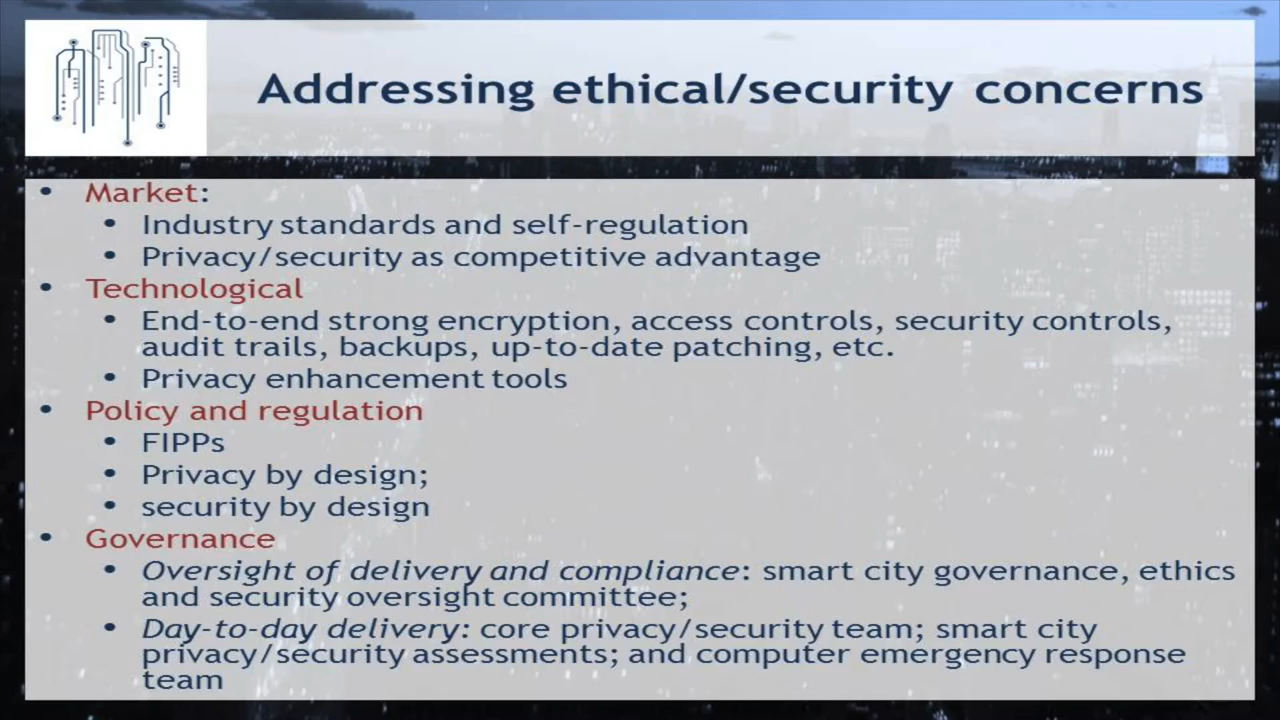 Addressing ethical/security concerns
• Market:
• Industry standards and self-regulation
• Privacy/security as competitive advantage
• Technological
• End-to-end strong encryption, access controls, security controls,
audit trails, backups, up-to-date patching, etc.
• Privacy enhancement tools
• Policy and regulation
• FIPPs
• Privacy by design;
• security by design
• Governance
• Oversight of delivery and compliance: smart city governance, ethics
and security oversight committee;
• Day-to-day delivery: core privacy/security team; smart city
privacy/security assessments; and computer emergency response
team